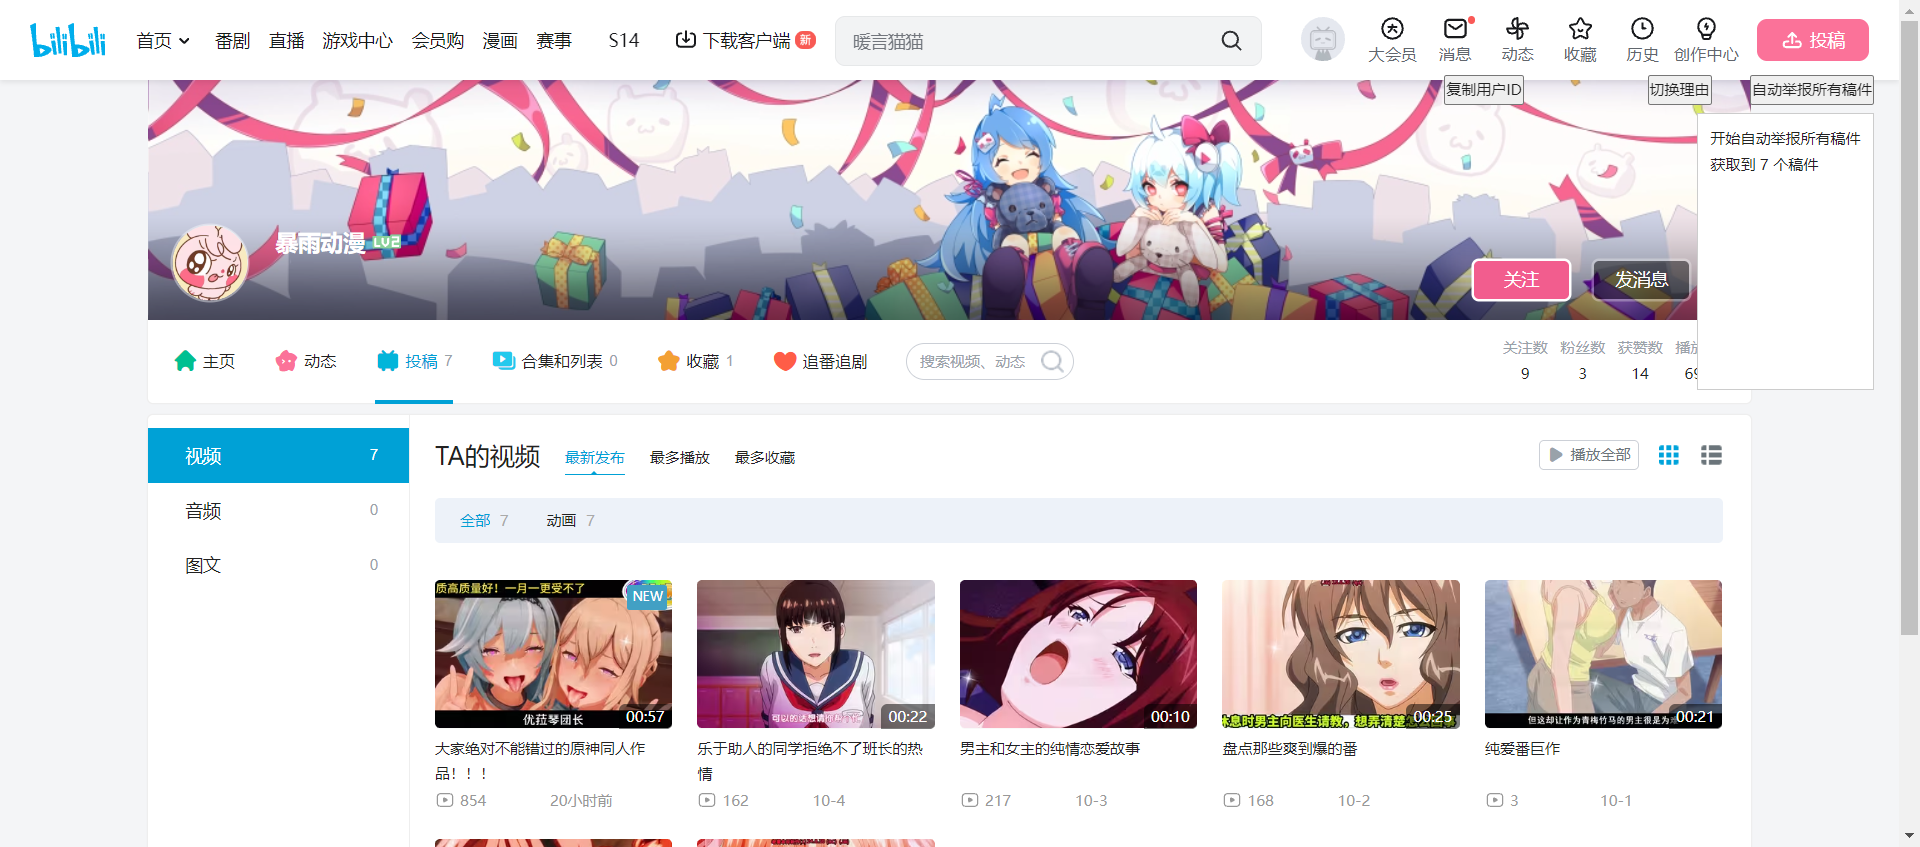 bilibili
首页
番剧
直播
游戏中心
会员购
漫画
赛事
S14
下载客户端
新
暖言猫猫
大会员
消息
动态
收藏
历史
创作中心
投稿
复制用户ID
切换理由
自动举报所有稿件
开始自动举报所有稿件
获取到 7 个稿件
暴雨动漫 LV2
关注
发消息
主页
动态
投稿 7
合集和列表 0
收藏 1
追番追剧
搜索视频、动态
关注数
粉丝数
获赞数
9
3
14
视频 7
音频 0
图文 0
TA的视频
最新发布
最多播放
最多收藏
播放全部
全部 7
动画 7
质高质量好！一月一更受不了
NEW
优菈琴团长
00:57
大家绝对不能错过的原神同人作
品！！！
854
20小时前
00:22
乐于助人的同学拒绝不了班长的热
情
162
10-4
00:10
男主和女主的纯情恋爱故事
217
10-3
休息时男主向医生请教，想弄清楚
00:25
盘点那些爽到爆的番
168
10-2
但这却让作为青梅竹马的男主很是为
00:21
纯爱番巨作
3
10-1